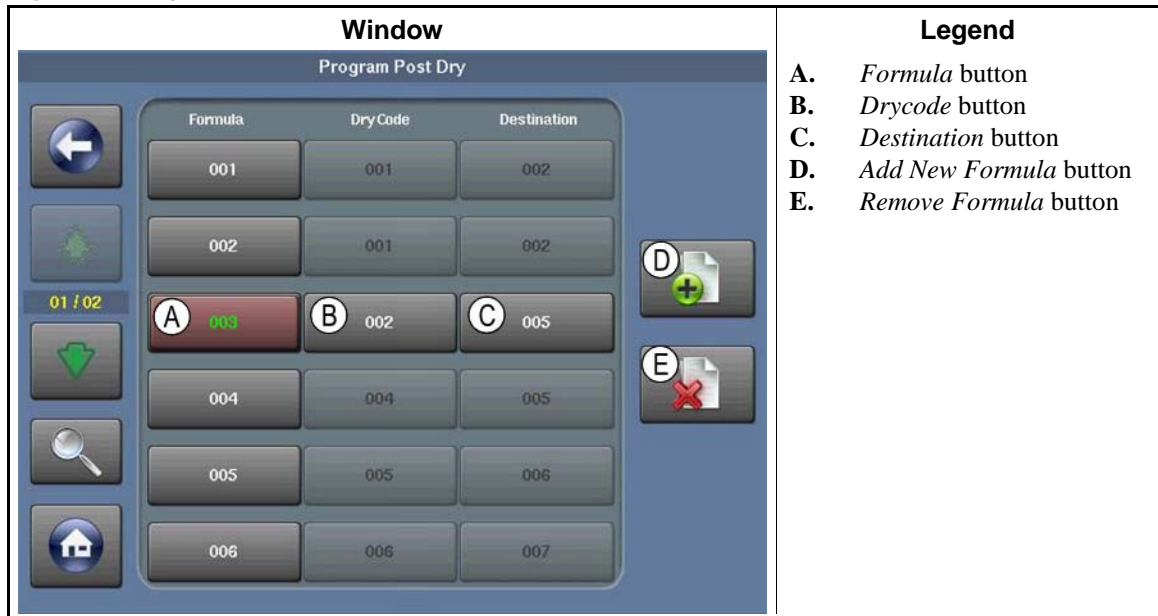 Window
Legend
Program Post Dry
Formula Dry Code Destination
001 001 002
002 001 002
01 / 02
A 003 B 002 C 005
004 004 005
005 005 006
006 006 007
D
E
A. Formula button
B. Drycode button
C. Destination button
D. Add New Formula button
E. Remove Formula button